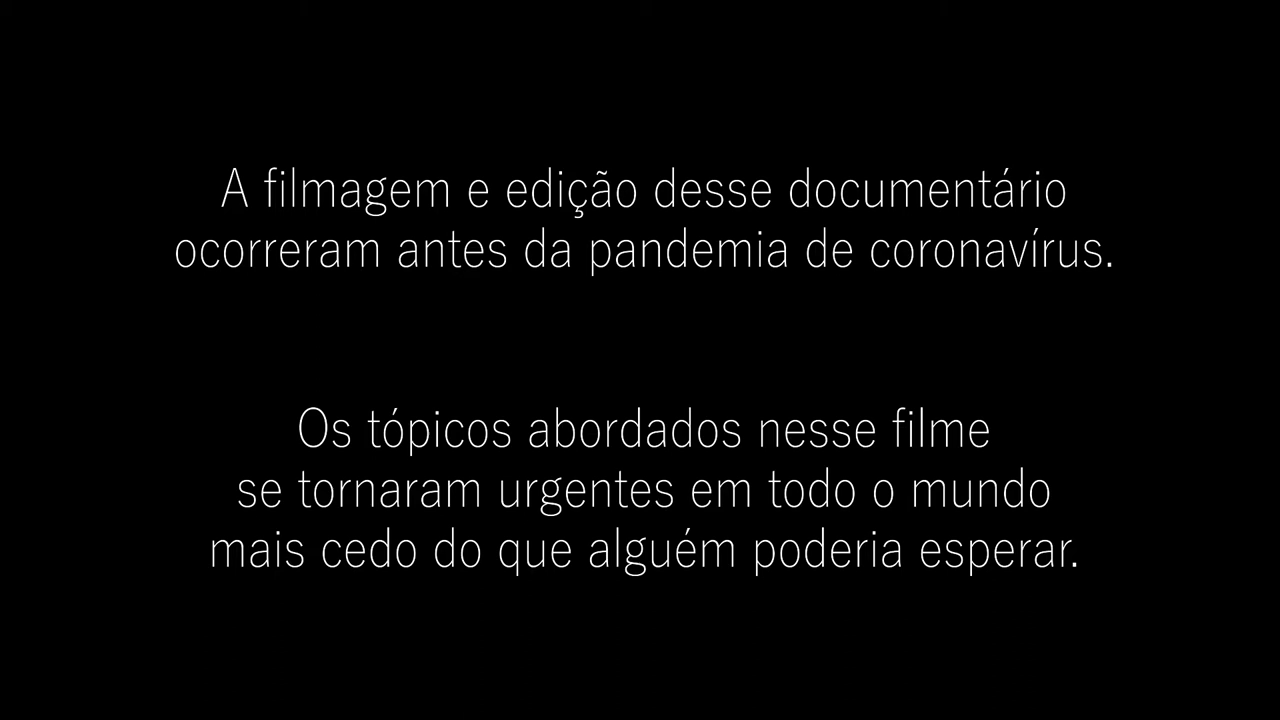 A filmagem e edição desse documentário
ocorreram antes da pandemia de coronavírus.
Os tópicos abordados nesse filme
se tornaram urgentes em todo o mundo
mais cedo do que alguém poderia esperar.